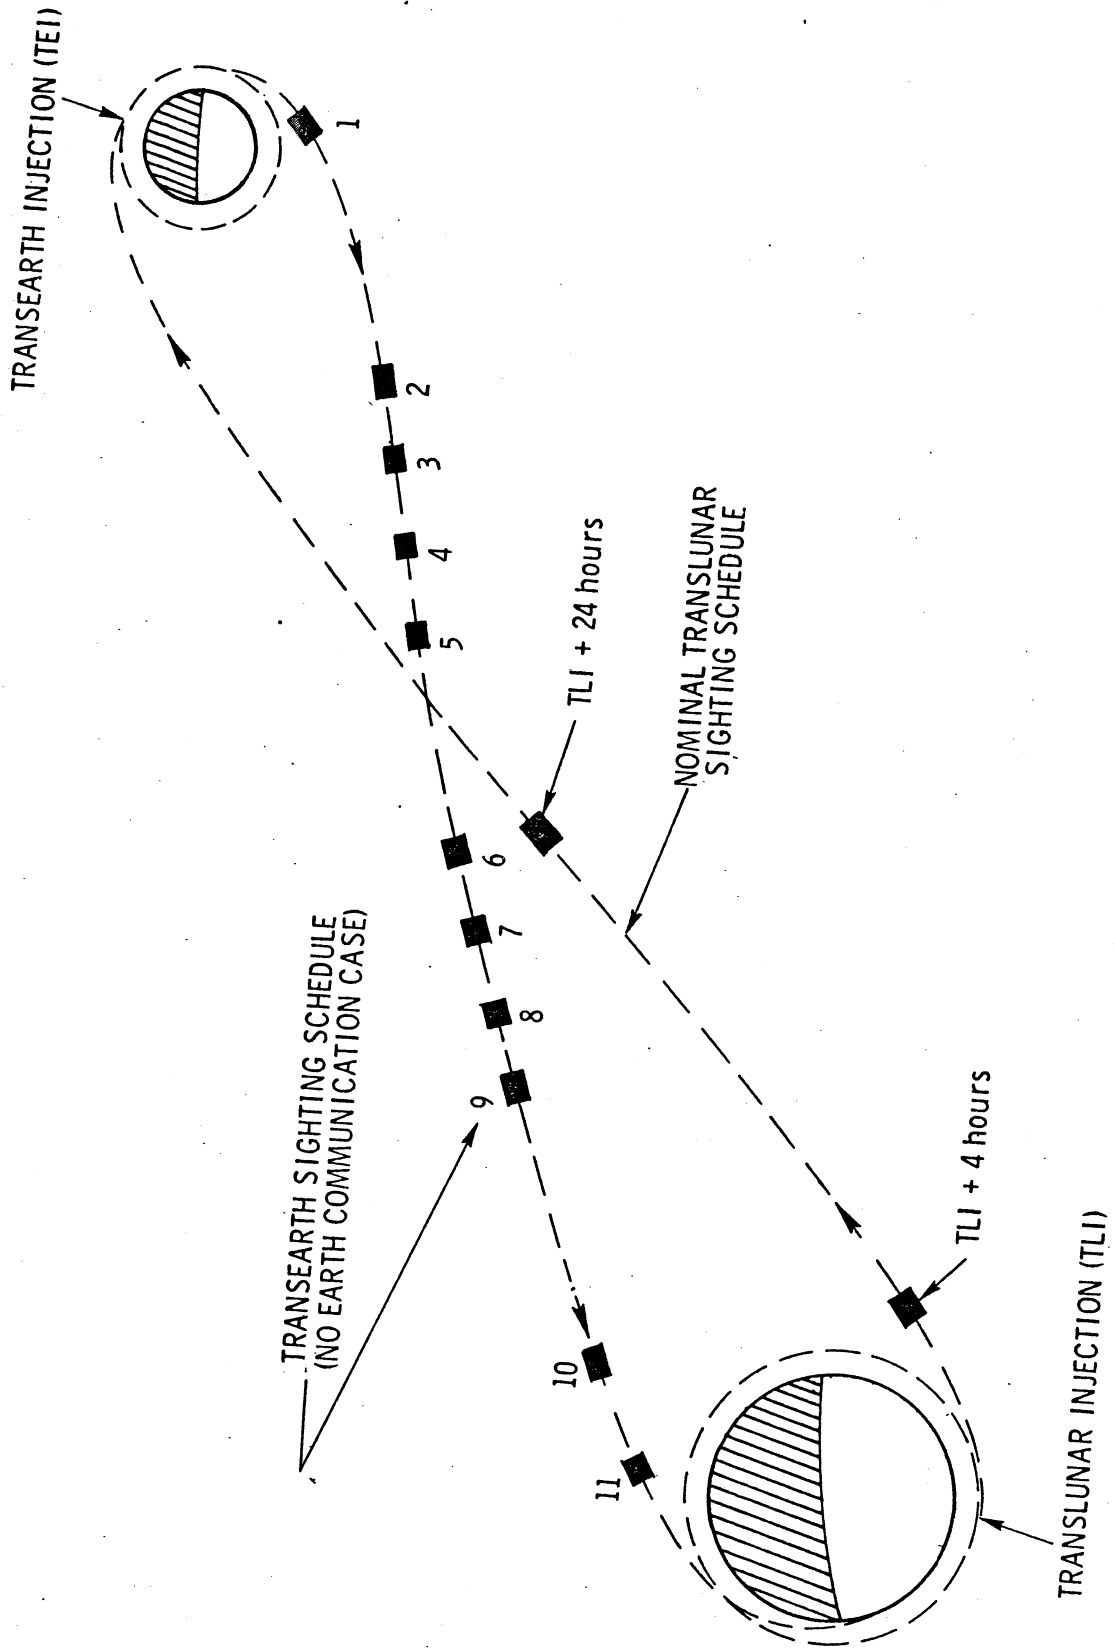 TRANSEARTH INJECTION (TEI)
1
2
3
4
5
6
7
8
9
10
11
TRANSEARTH SIGHTING SCHEDULE
(NO EARTH COMMUNICATION CASE)
TLI + 24 hours
NOMINAL TRANSLUNAR
SIGHTING SCHEDULE
TLI + 4 hours
TRANSLUNAR INJECTION (TLI)